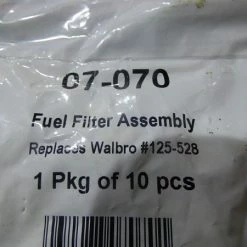 07-070
Fuel Filter Assembly
Replaces Walbro #125-528
1 Pkg of 10 pcs